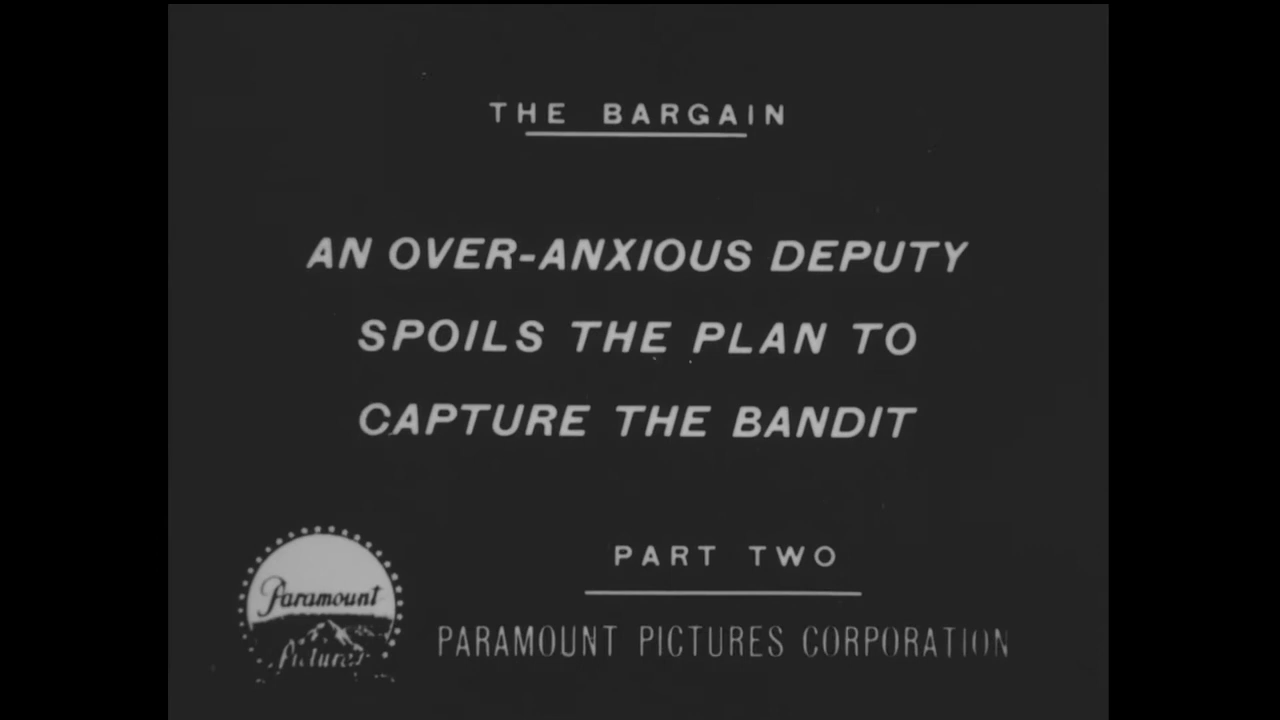 THE BARGAIN
AN OVER-ANXIOUS DEPUTY
SPOILS THE PLAN TO
CAPTURE THE BANDIT
PART TWO
Paramount
Pictures
PARAMOUNT PICTURES CORPORATION